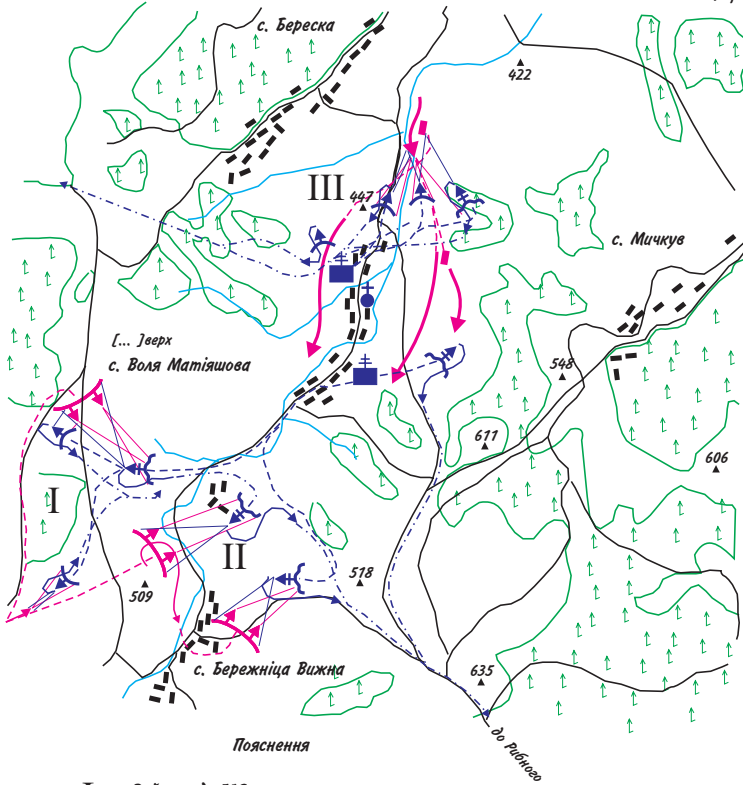 с. Береска
422
III
447
с. Мичкув
[... ]верх
с. Воля Матіяшова
548
611
606
I
II
518
509
635
с. Бережніца Вижна
до Рибного
Пояснення